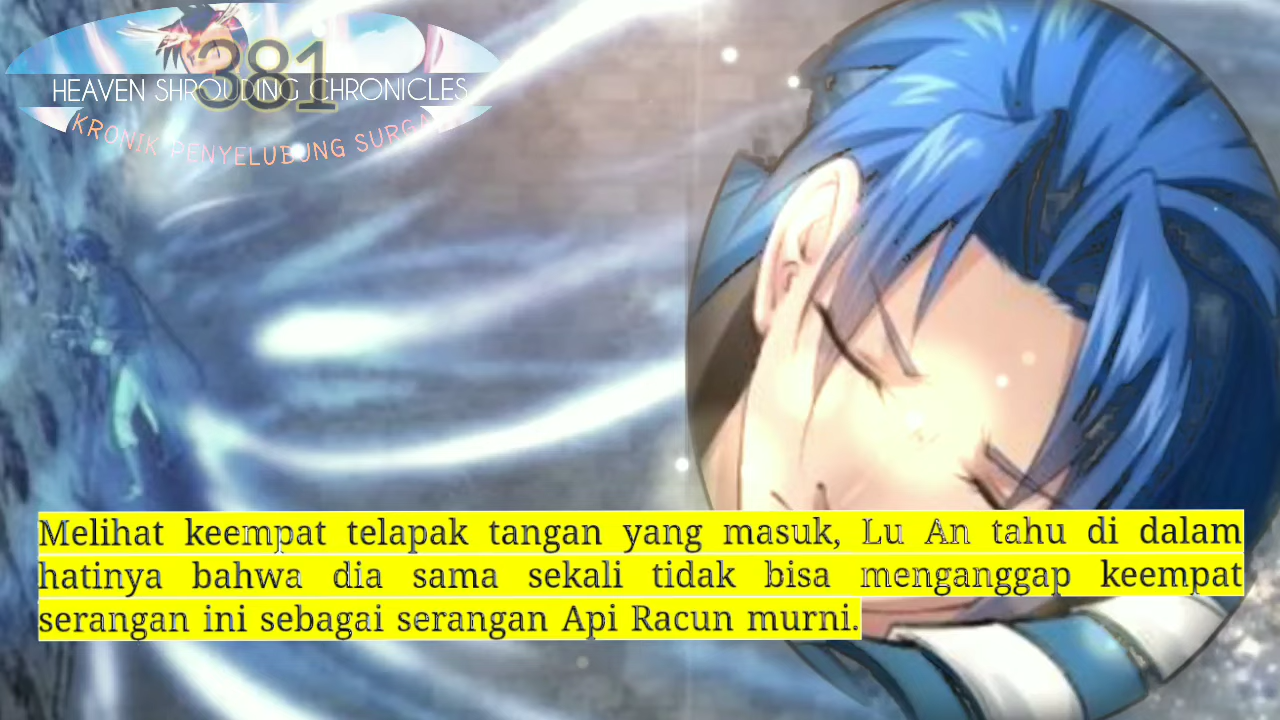 381
HEAVEN SHROUDING CHRONICLES
KRONIK PENYELUBUNG SURGA
Melihat keempat telapak tangan yang masuk, Lu An tahu di dalam
hatinya bahwa dia sama sekali tidak bisa menganggap keempat
serangan ini sebagai serangan Api Racun murni.